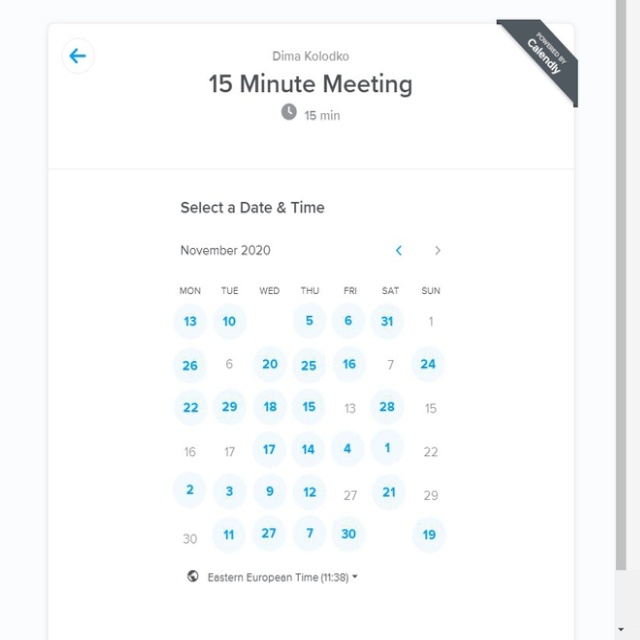 POWERED BY
Calendly
Dima Kolodko
15 Minute Meeting
15 min
Select a Date & Time
November 2020
MON TUE WED THU FRI SAT SUN
13 10 5 6 31 1
26 6 20 25 16 7 24
22 29 18 15 13 28 15
16 17 17 14 4 1 22
2 3 9 12 27 21 29
30 11 27 7 30 19
Eastern European Time (11:38)